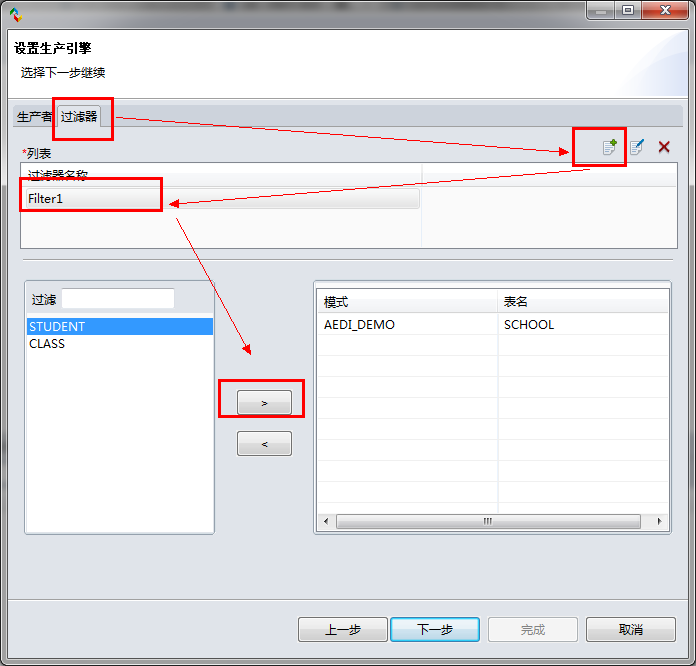 设置生产引擎
选择下一步继续
生产者 过滤器
*列表
过滤器名称
Filter1
过滤
STUDENT
CLASS
>
<
模式 表名
AEDI_DEMO SCHOOL
上一步 下一步 完成 取消